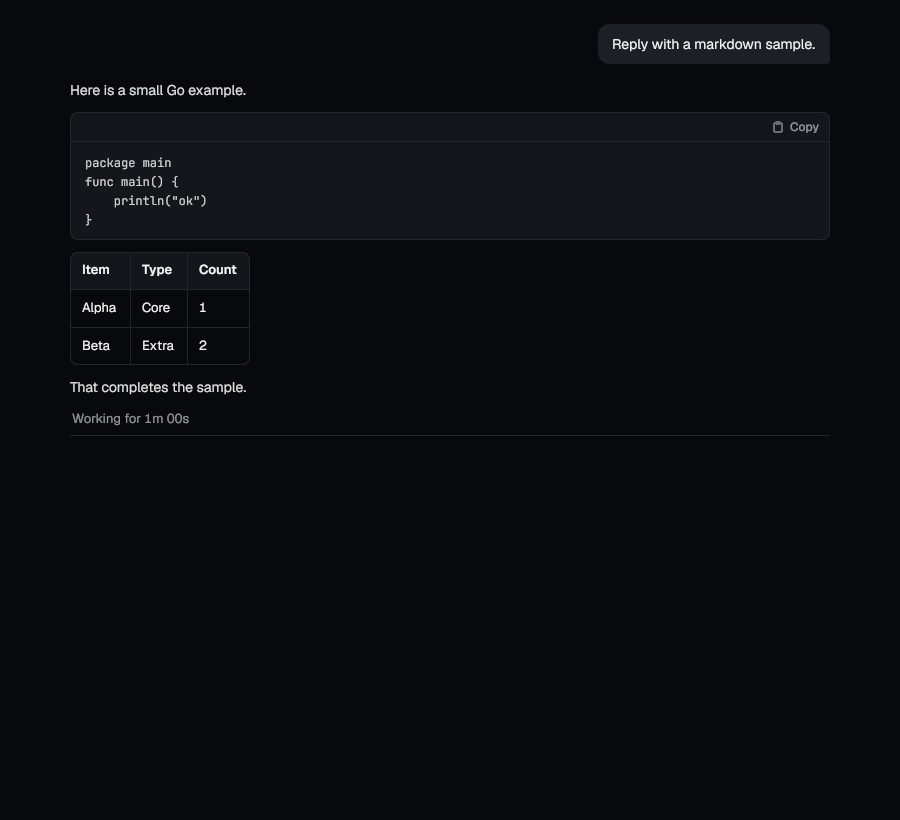 Reply with a markdown sample.
Here is a small Go example.
Copy
package main
func main() {
    println("ok")
}
Item Type Count
Alpha Core 1
Beta Extra 2
That completes the sample.
Working for 1m 00s